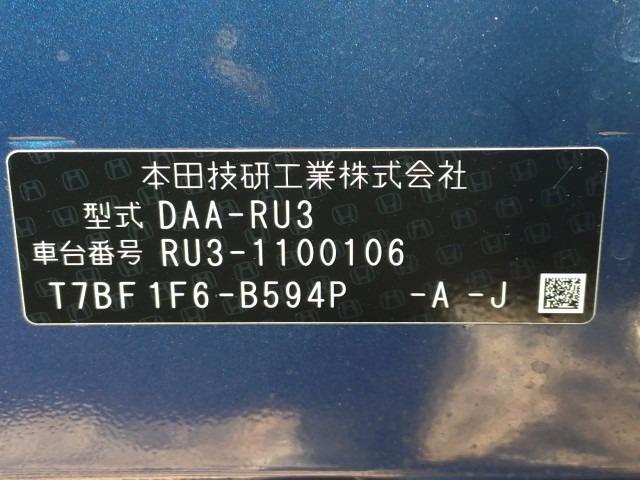 本田技研工業株式会社
型式 DAA-RU3
車台番号 RU3-1100106
T7BF1F6-B594P -A-J